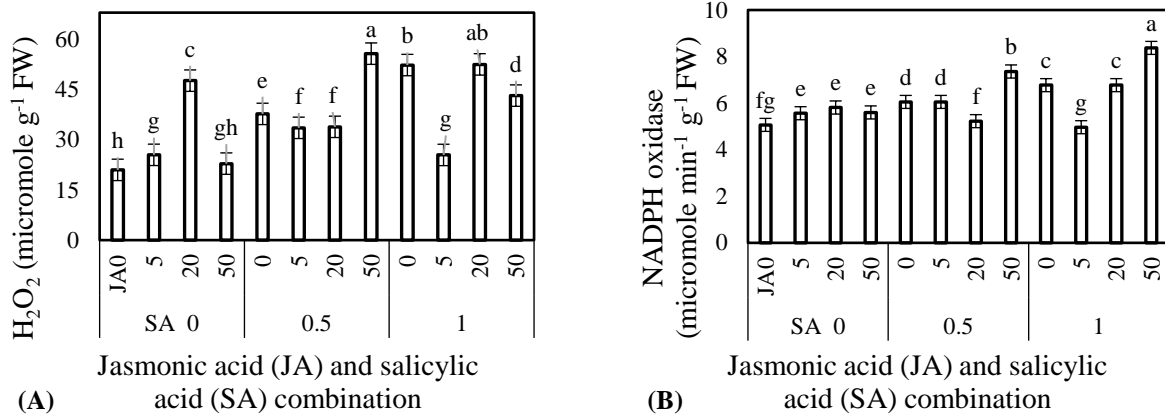 H₂O₂ (micromole g⁻¹ FW)
60
45
30
15
0
h
g
c
gh
e
f
f
a
b
g
ab
d
JA0
5
20
50
0
5
20
50
0
5
20
50
SA 0
0.5
1
Jasmonic acid (JA) and salicylic
acid (SA) combination
(A)
NADPH oxidase
(micromole min⁻¹ g⁻¹ FW)
10
8
6
4
2
0
fg
e
e
e
d
d
f
b
c
g
c
a
JA0
5
20
50
0
5
20
50
0
5
20
50
SA 0
0.5
1
Jasmonic acid (JA) and salicylic
acid (SA) combination
(B)